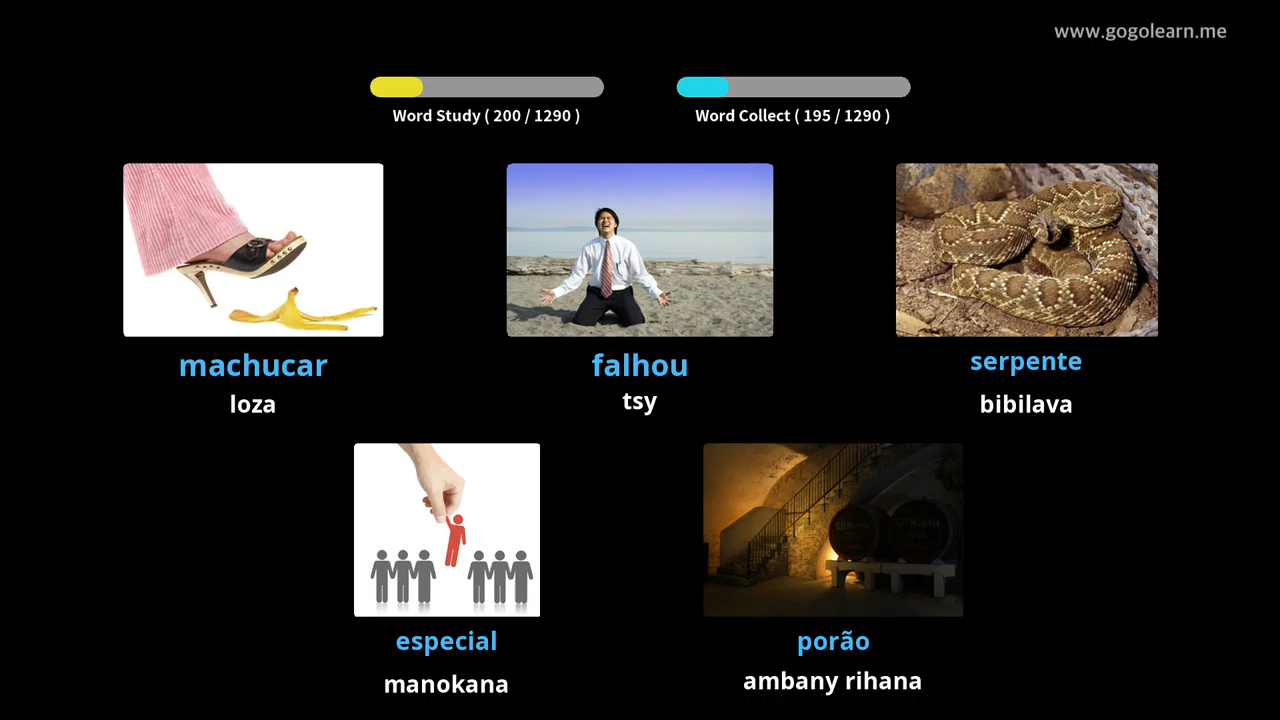 www.gogolearn.me
Word Study ( 200 / 1290 )
Word Collect ( 195 / 1290 )
machucar
loza
falhou
tsy
serpente
bibilava
especial
manokana
porão
ambany rihana